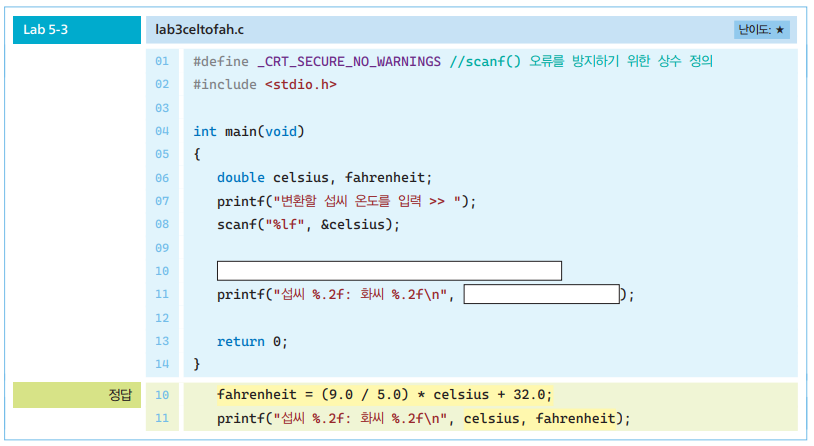 Lab 5-3 lab3celtofah.c 난이도: ★
01 #define _CRT_SECURE_NO_WARNINGS //scanf() 오류를 방지하기 위한 상수 정의
02 #include <stdio.h>
03
04 int main(void)
05 {
06 double celsius, fahrenheit;
07 printf("변환할 섭씨 온도를 입력 >> ");
08 scanf("%lf", &celsius);
09
10
11 printf("섭씨 %.2f: 화씨 %.2f\n", );
12
13 return 0;
14 }
정답 10 fahrenheit = (9.0 / 5.0) * celsius + 32.0;
11 printf("섭씨 %.2f: 화씨 %.2f\n", celsius, fahrenheit);